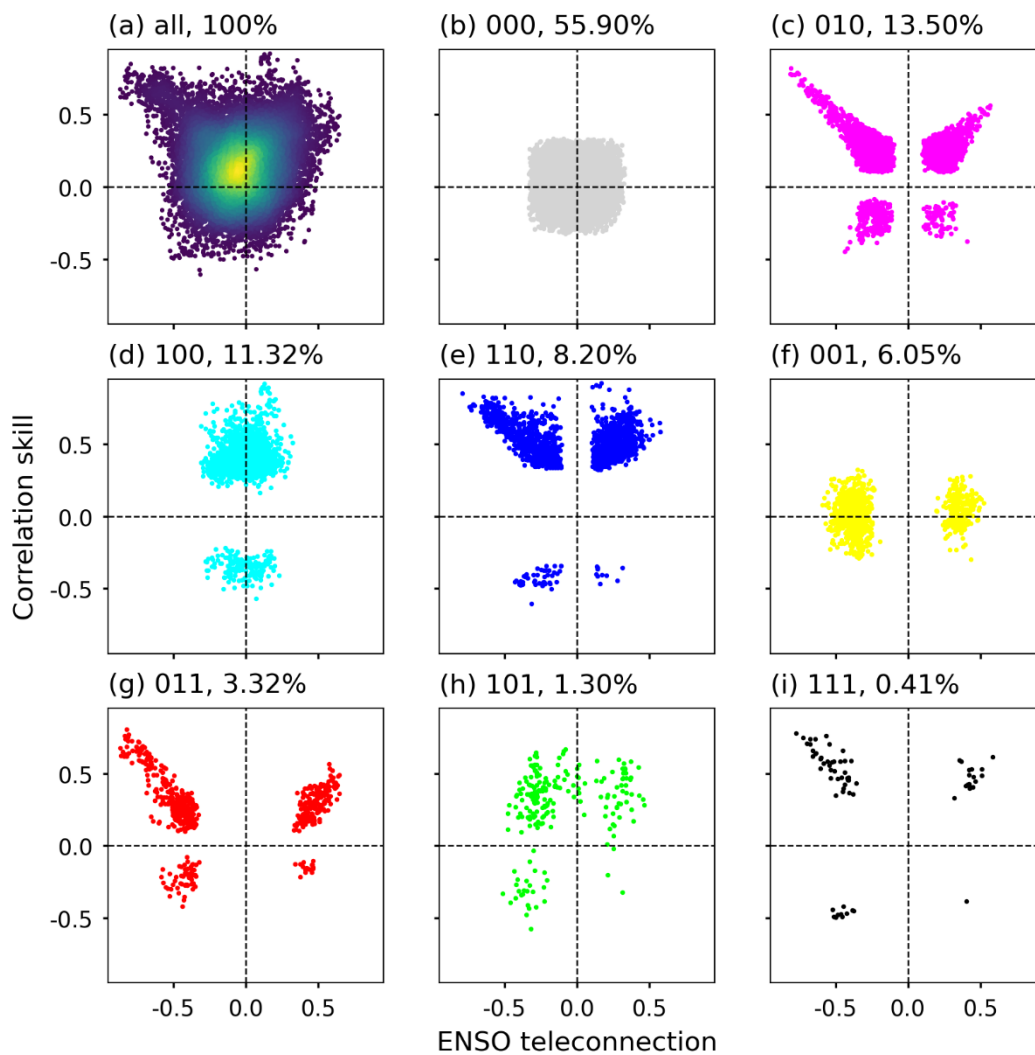 (a) all, 100%
(b) 000, 55.90%
(c) 010, 13.50%
0.5
0.0
-0.5
(d) 100, 11.32%
(e) 110, 8.20%
(f) 001, 6.05%
0.5
0.0
-0.5
Correlation skill
(g) 011, 3.32%
(h) 101, 1.30%
(i) 111, 0.41%
0.5
0.0
-0.5
-0.5 0.0 0.5
-0.5 0.0 0.5
-0.5 0.0 0.5
ENSO teleconnection